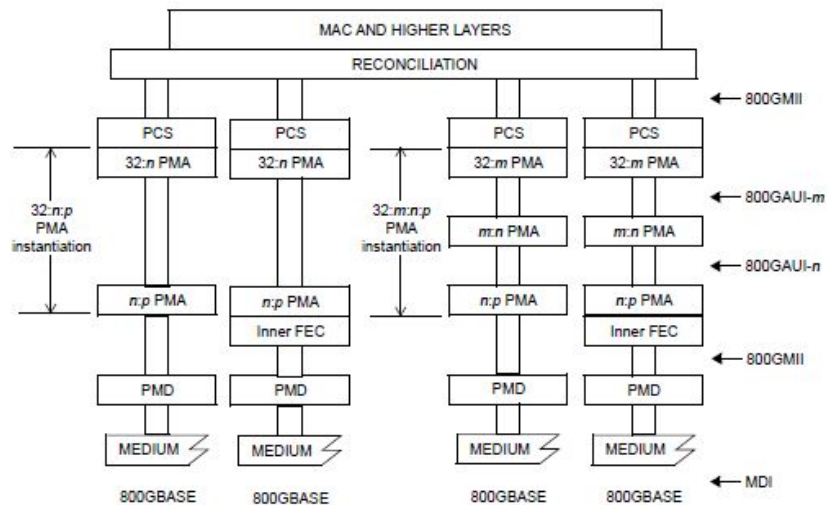 MAC AND HIGHER LAYERS
RECONCILIATION
800GMII
PCS PCS PCS PCS
32:n PMA 32:n PMA 32:m PMA 32:m PMA
800GAUI-m
32:n:p
PMA
instantiation
32:m:n:p
PMA
instantiation
m:n PMA m:n PMA
800GAUI-n
n:p PMA n:p PMA n:p PMA n:p PMA
Inner FEC Inner FEC
800GMII
PMD PMD PMD PMD
MEDIUM MEDIUM MEDIUM MEDIUM
MDI
800GBASE 800GBASE 800GBASE 800GBASE